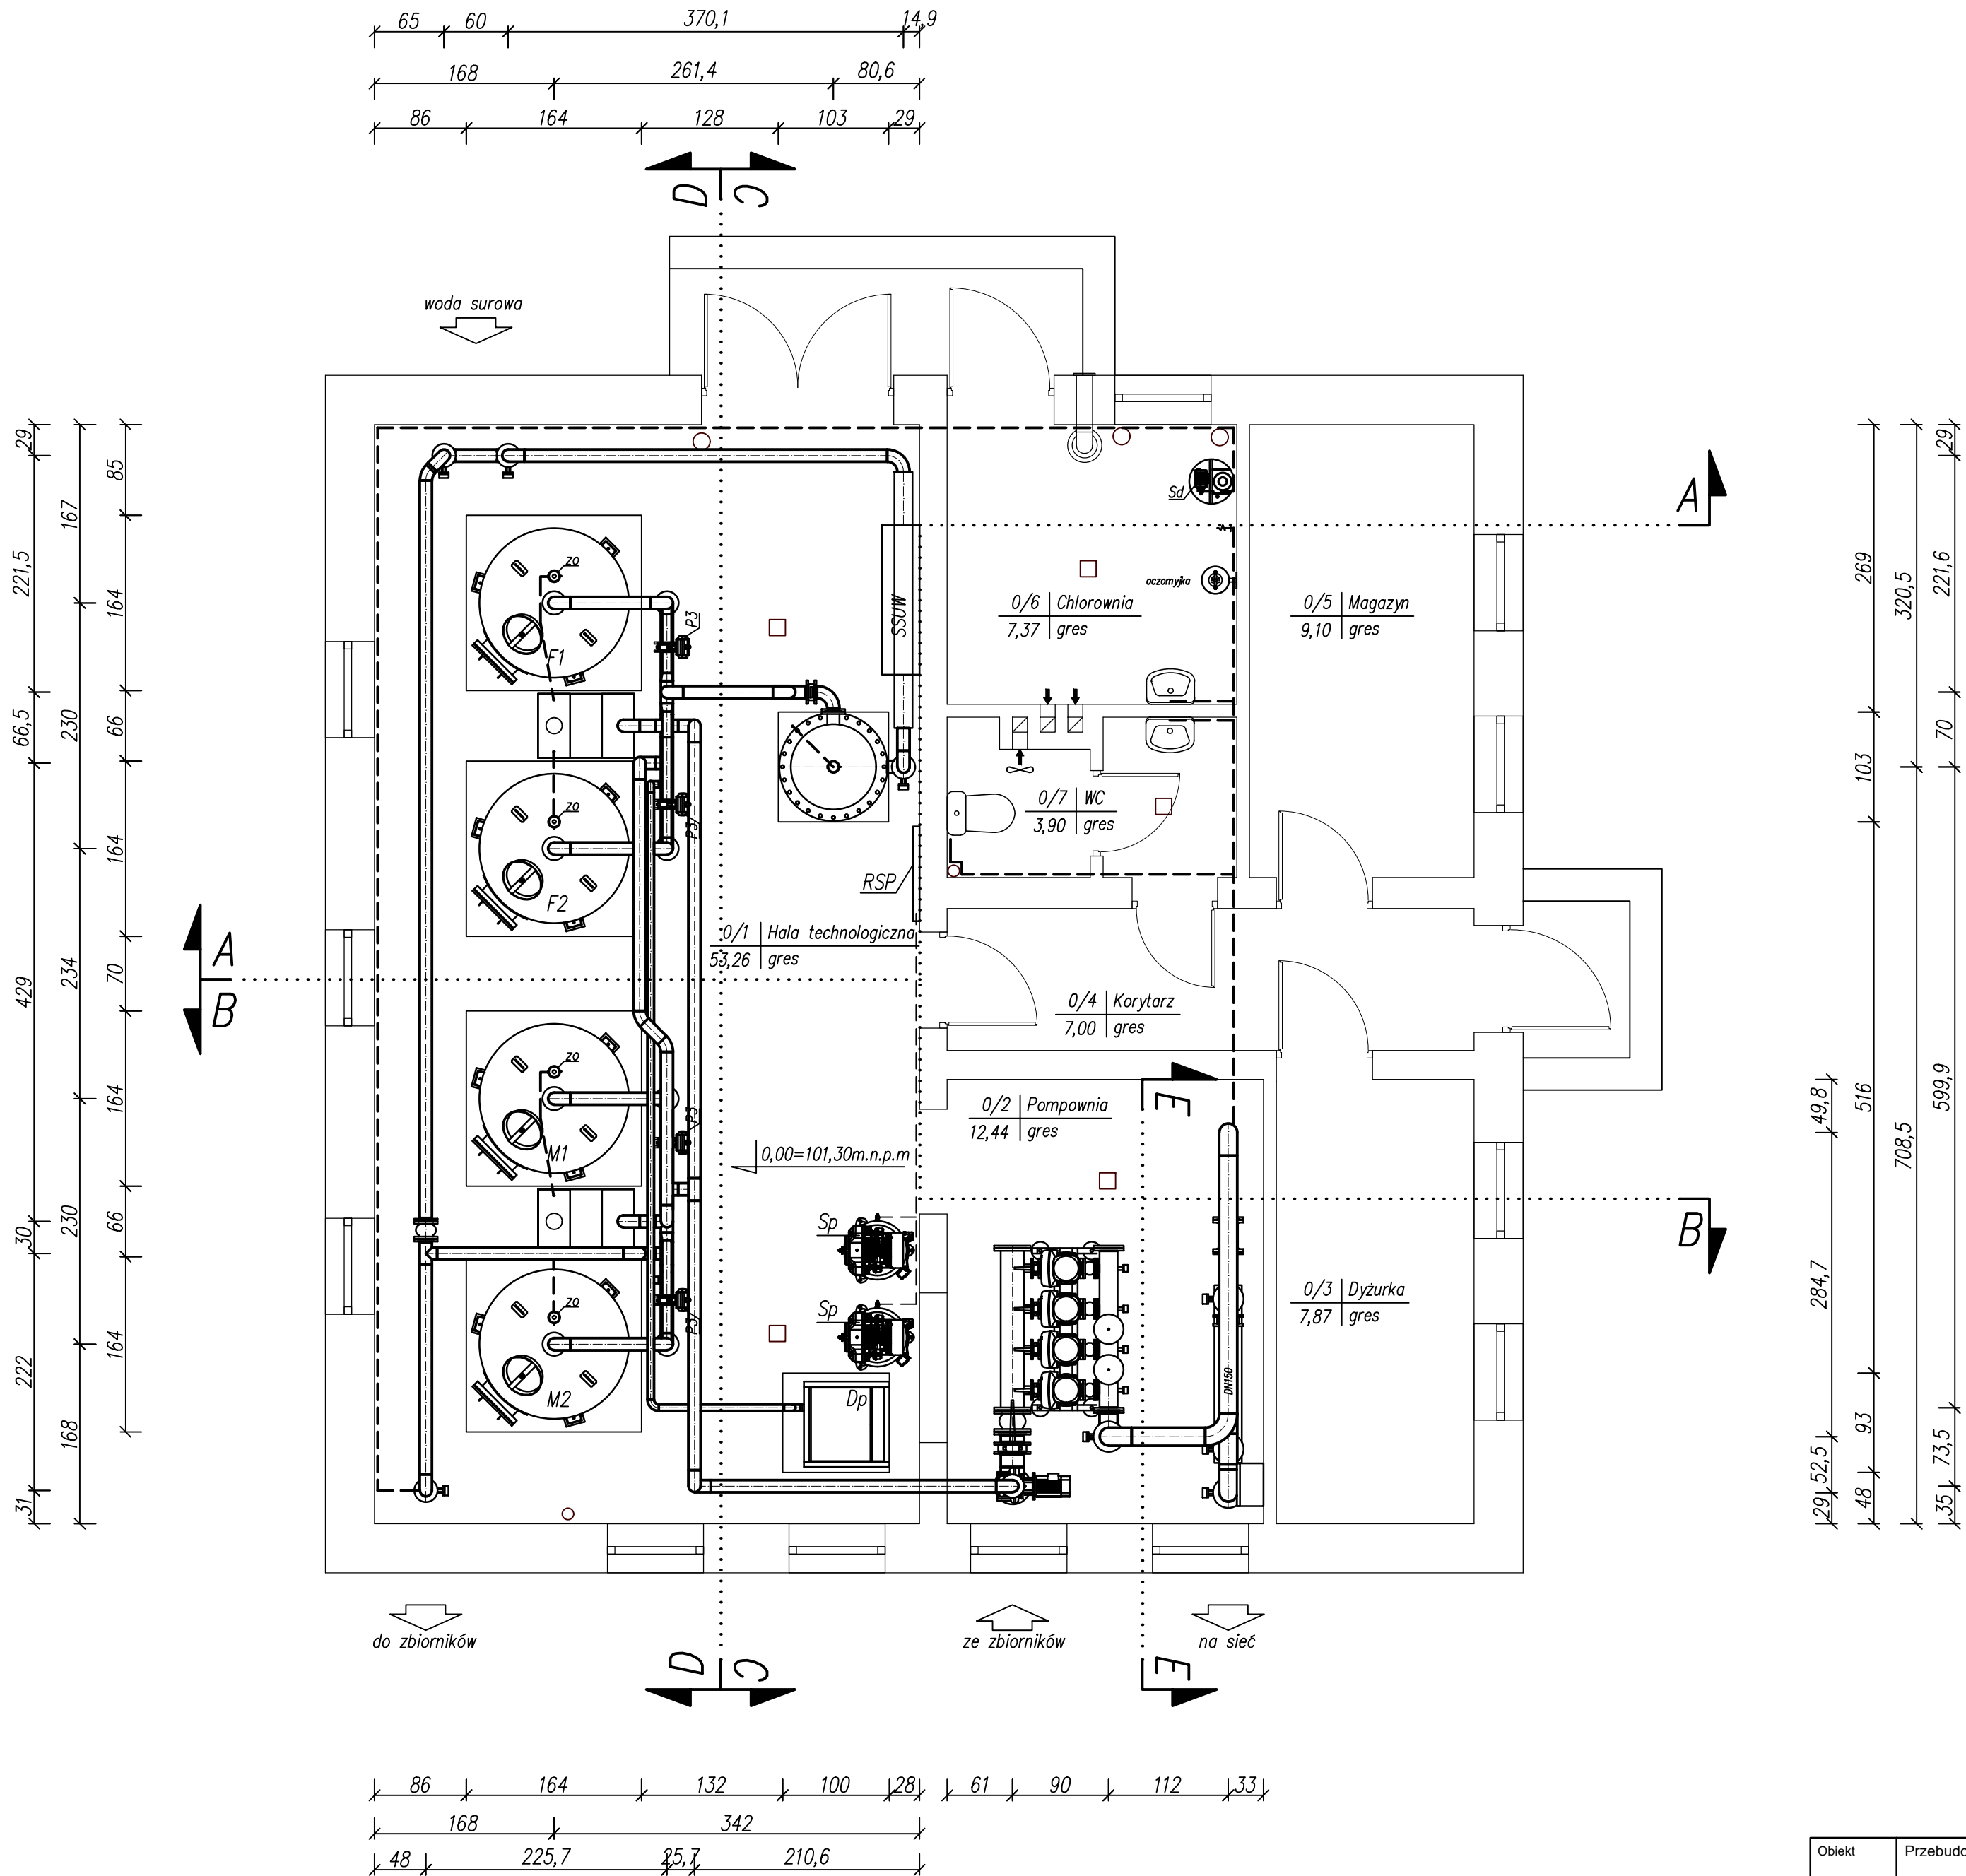 65 60 370,1 14,9
168 261,4 80,6
86 164 128 103 29
D C
woda surowa
29 221,5 66,5 429 30 222 31
167 230 234 230 168
85 164 66 164 70 164 66 164
A
B
zo
F1
P3
zo
F2
P3
zo
M1
P3
zo
M2
P3
SSUW
RSP
0/1 Hala technologiczna
53,26 gres
0,00=101,30m.n.p.m
Sp
Sp
Dp
Sd
oczomyjka
0/6 Chlorownia
7,37 gres
0/5 Magazyn
9,10 gres
0/7 WC
3,90 gres
0/4 Korytarz
7,00 gres
0/2 Pompownia
12,44 gres
0/3 Dyżurka
7,87 gres
DN150
E
A
B
49,8 284,7 52,5 29
269 103 516 93 48
320,5 708,5
29 221,6 70 599,9 73,5 35
do zbiorników
ze zbiorników
na sieć
D C
E
86 164 132 100 28 61 90 112 33
168 342
48 225,7 25,7 210,6
Obiekt